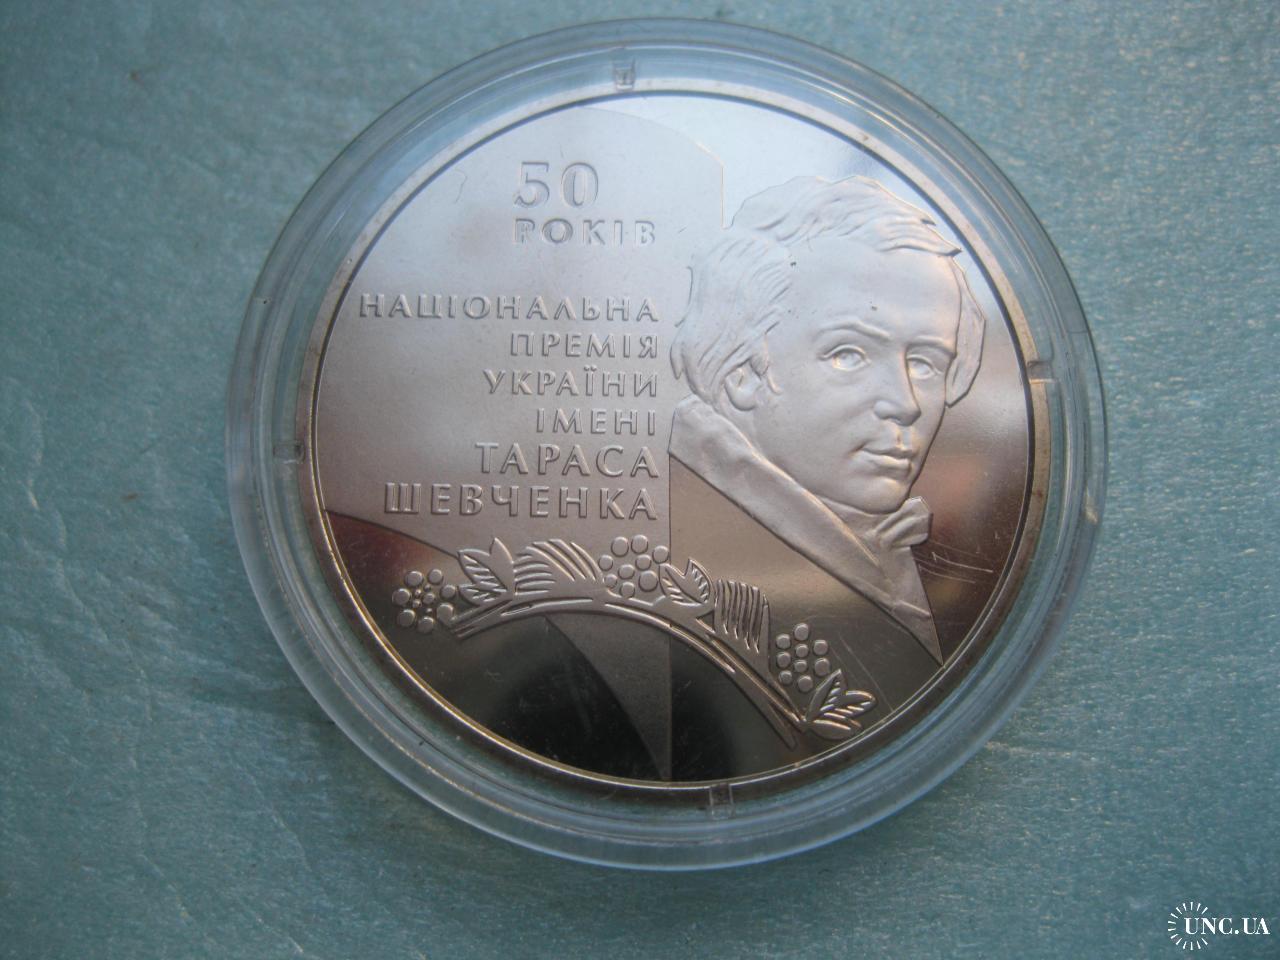 50
РОКІВ
НАЦІОНАЛЬНА
ПРЕМІЯ
УКРАЇНИ
ІМЕНІ
ТАРАСА
ШЕВЧЕНКА
UNC.UA